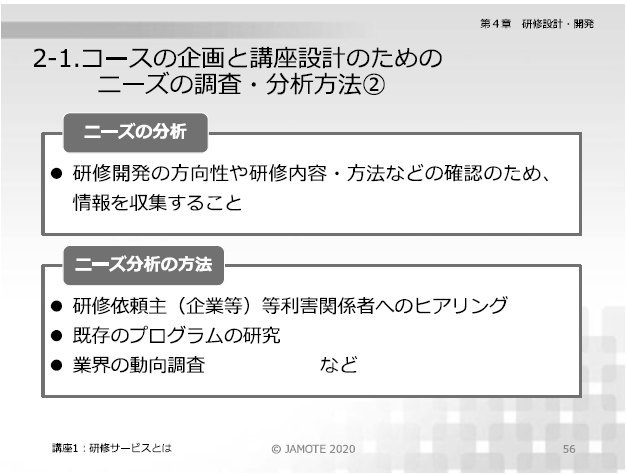 第４章　研修設計・開発
2-1.コースの企画と講座設計のための
ニーズの調査・分析方法②
ニーズの分析
● 研修開発の方向性や研修内容・方法などの確認のため、
情報を収集すること
ニーズ分析の方法
● 研修依頼主（企業等）等利害関係者へのヒアリング
● 既存のプログラムの研究
● 業界の動向調査　　　　　など
講座1：研修サービスとは
© JAMOTE 2020
56